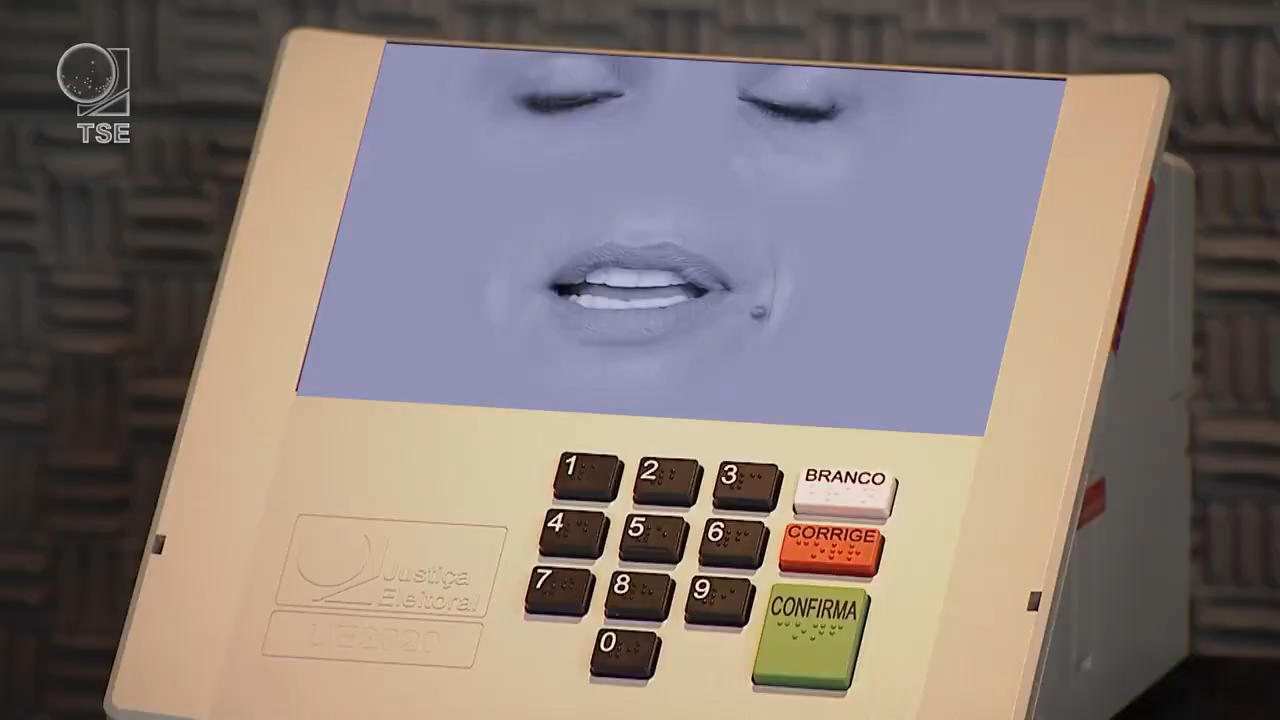 TSE
1
2
3
BRANCO
4
5
6
CORRIGE
7
8
9
CONFIRMA
0
Justiça
Eleitoral
UE2020